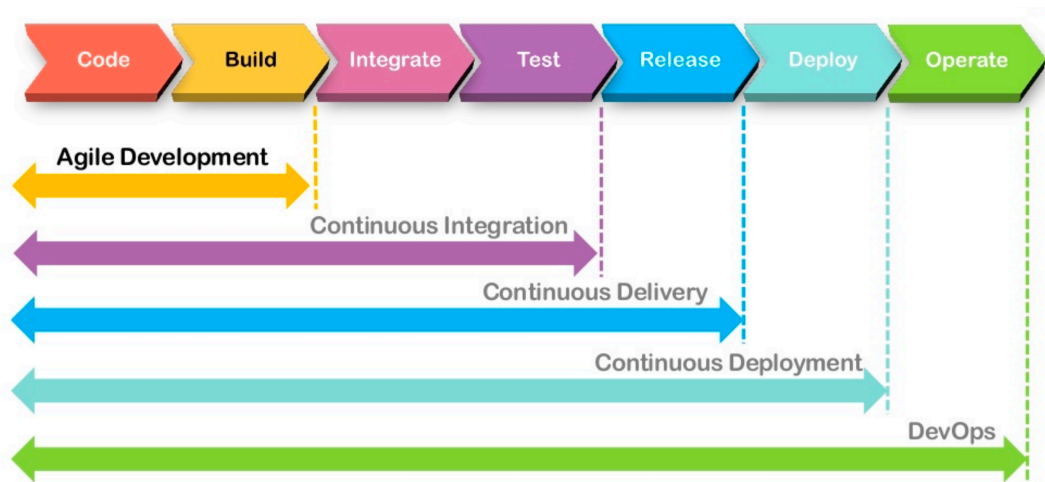 Code Build Integrate Test Release Deploy Operate
Agile Development
Continuous Integration
Continuous Delivery
Continuous Deployment
DevOps